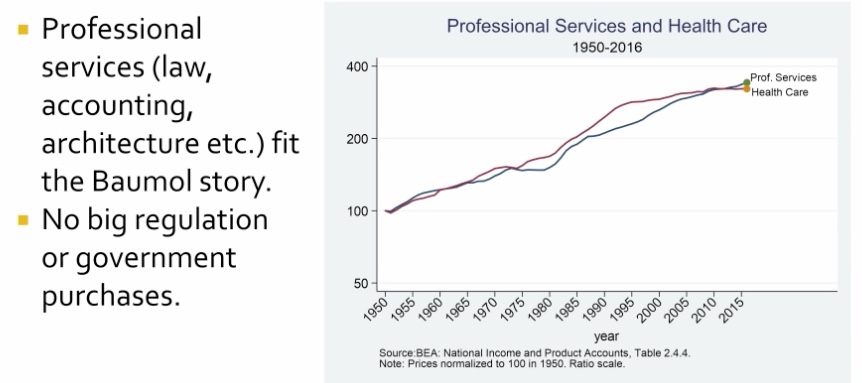 Professional
services (law,
accounting,
architecture etc.) fit
the Baumol story.
No big regulation
or government
purchases.
Professional Services and Health Care
1950-2016
400
200
100
50
Prof. Services
Health Care
1950
1955
1960
1965
1970
1975
1980
1985
1990
1995
2000
2005
2010
2015
year
Source:BEA: National Income and Product Accounts, Table 2.4.4.
Note: Prices normalized to 100 in 1950. Ratio scale.